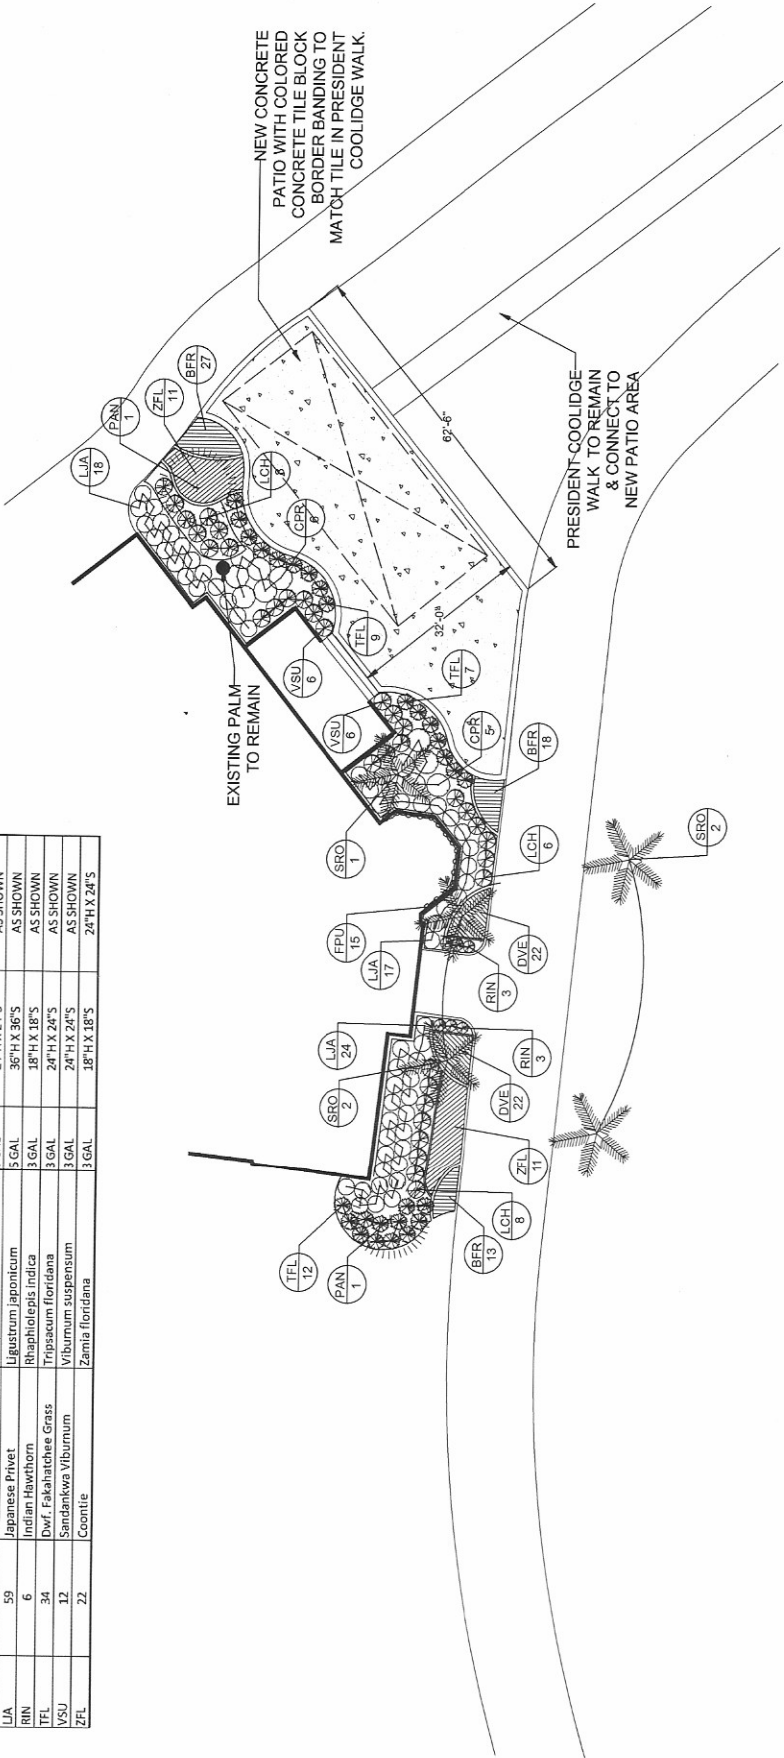 LJA 59 Japanese Privet Ligustrum japonicum 5 GAL 36"H X 36"S AS SHOWN
RIN 6 Indian Hawthorn Rhaphiolepis indica 3 GAL 18"H X 18"S AS SHOWN
TFL 34 Dwf. Fakahatchee Grass Tripsacum floridana 3 GAL 24"H X 24"S AS SHOWN
VSU 12 Sandankwa Viburnum Viburnum suspensum 3 GAL 24"H X 24"S AS SHOWN
ZFL 22 Coontie Zamia floridana 3 GAL 18"H X 18"S 24"H X 24"S
TFL
12
PAN
1
SRO
2
LJA
24
BFR
13
LCH
8
ZFL
11
DVE
22
RIN
3
FPU
15
LJA
17
SRO
1
RIN
3
DVE
22
LCH
6
BFR
18
CPR
5
TFL
7
VSU
6
VSU
6
TFL
9
CPR
6
LCH
8
LJA
18
PAN
1
ZFL
11
BFR
27
SRO
2
EXISTING PALM
TO REMAIN
32'-0"
62'-6"
NEW CONCRETE
PATIO WITH COLORED
CONCRETE TILE BLOCK
BORDER BANDING TO
MATCH TILE IN PRESIDENT
COOLIDGE WALK.
PRESIDENT COOLIDGE
WALK TO REMAIN
& CONNECT TO
NEW PATIO AREA